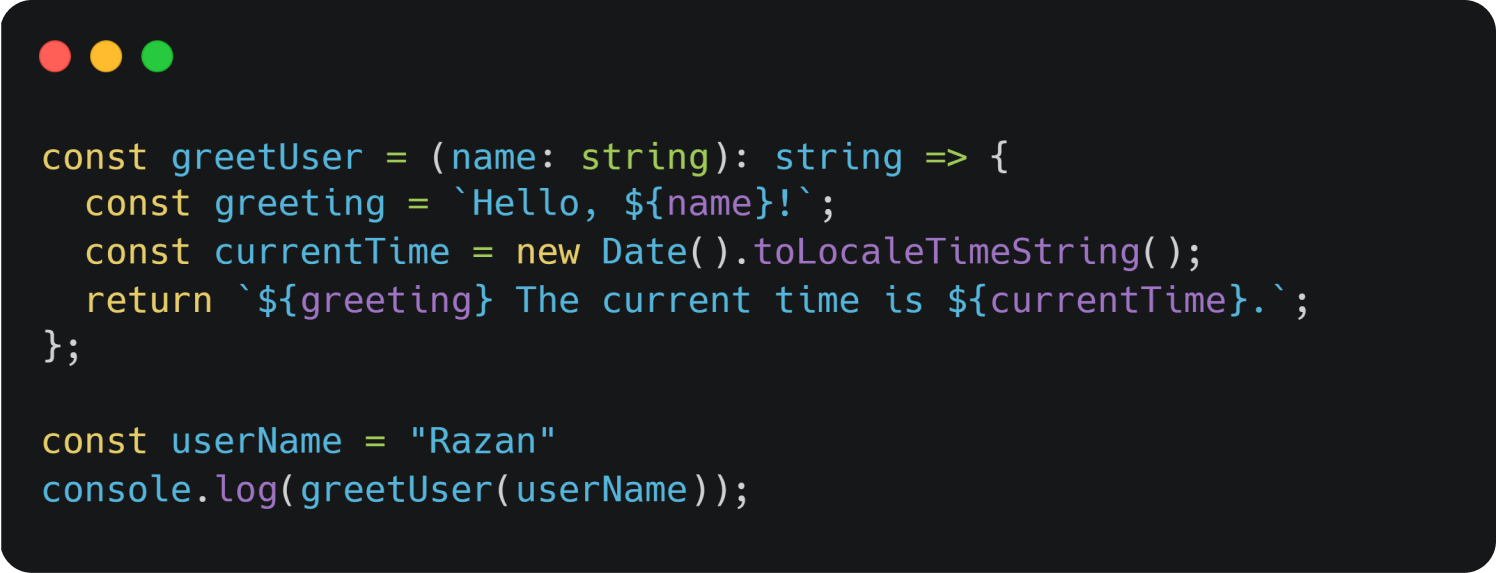 const greetUser = (name: string): string => {
  const greeting = `Hello, ${name}!`;
  const currentTime = new Date().toLocaleTimeString();
  return `${greeting} The current time is ${currentTime}.`;
};

const userName = "Razan"
console.log(greetUser(userName));